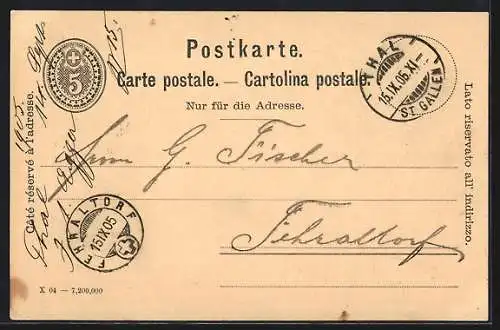 5
Postkarte.
Carte postale. — Cartolina postale
Nur für die Adresse.
THAL
15.IX.05.XI
ST. GALLEN
Côté réservé à l'adresse.
Lato riservato all' indirizzo.
Herrn G. Fischer
Fehraltorf
FEHRALTORF
15.IX.05
X 04 — 7,200,000